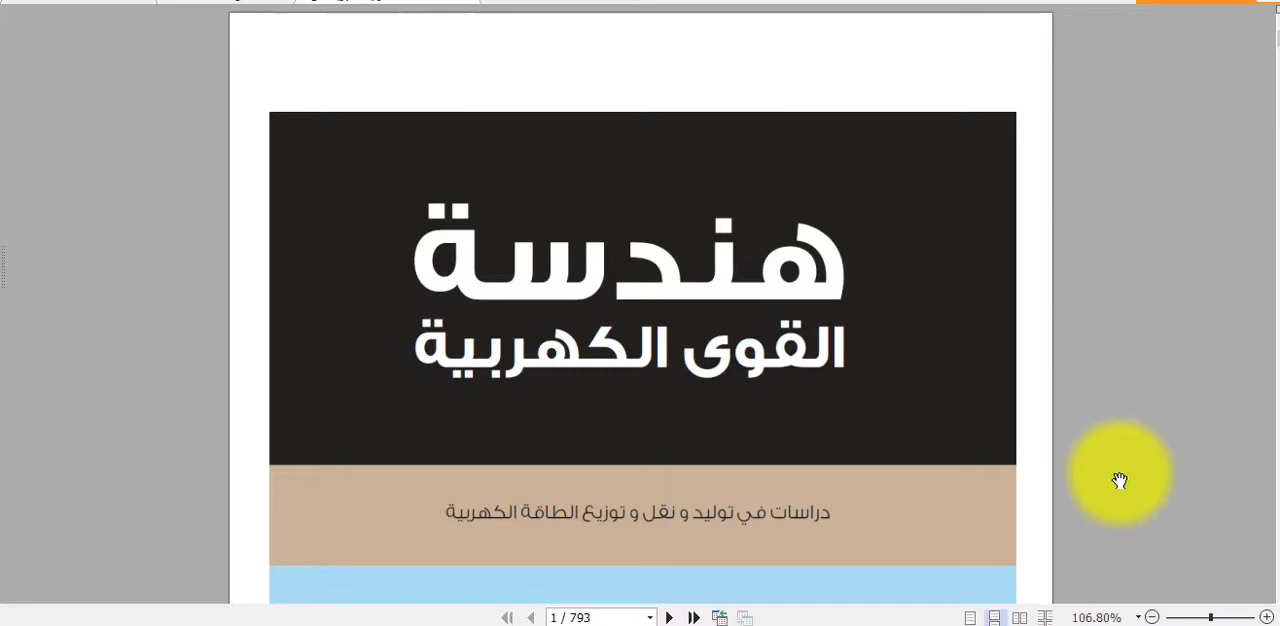 هندسة
القوى الكهربية
دراسات في توليد و نقل و توزيع الطاقة الكهربية
1 / 793
106.80%